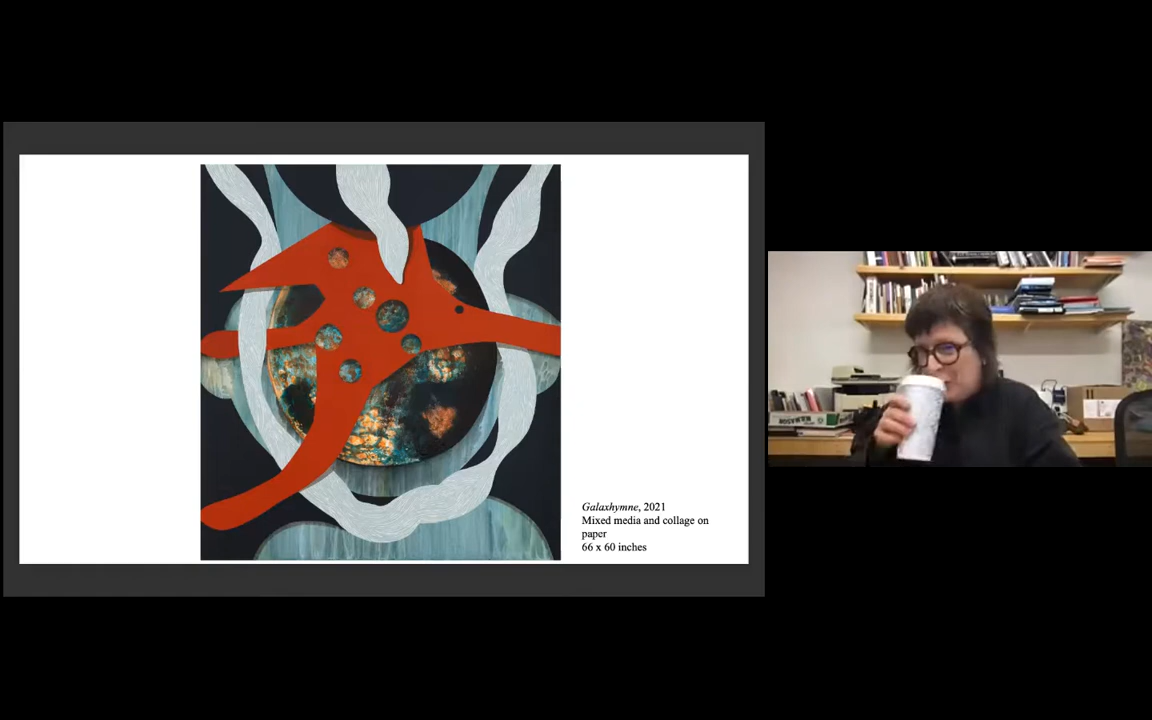 Galaxhymne, 2021
Mixed media and collage on
paper
66 x 60 inches